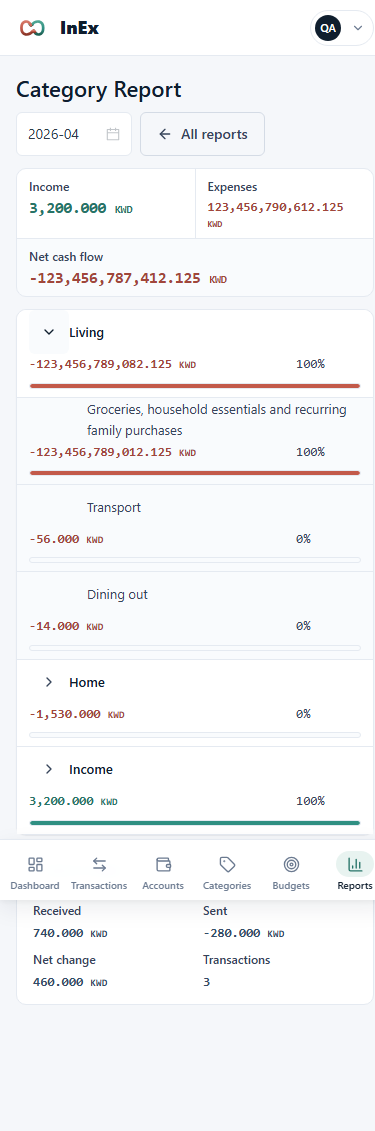 InEx
QA
Category Report
2026-04
All reports
Income
3,200.000 KWD
Expenses
123,456,790,612.125
KWD
Net cash flow
-123,456,787,412.125 KWD
Living
-123,456,789,082.125 KWD 100%
Groceries, household essentials and recurring
family purchases
-123,456,789,012.125 KWD 100%
Transport
-56.000 KWD 0%
Dining out
-14.000 KWD 0%
Home
-1,530.000 KWD 0%
Income
3,200.000 KWD 100%
Dashboard Transactions Accounts Categories Budgets Reports
Received Sent
740.000 KWD -280.000 KWD
Net change Transactions
460.000 KWD 3